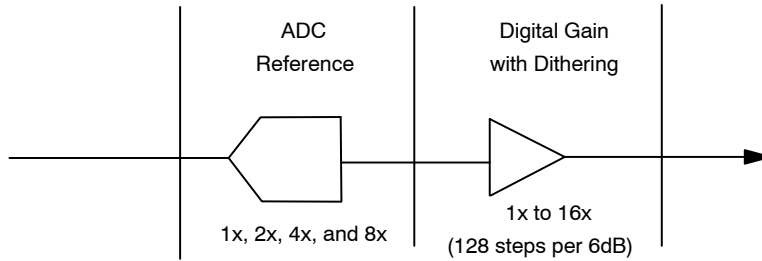 ADC
Reference
1x, 2x, 4x, and 8x
Digital Gain
with Dithering
1x to 16x
(128 steps per 6dB)